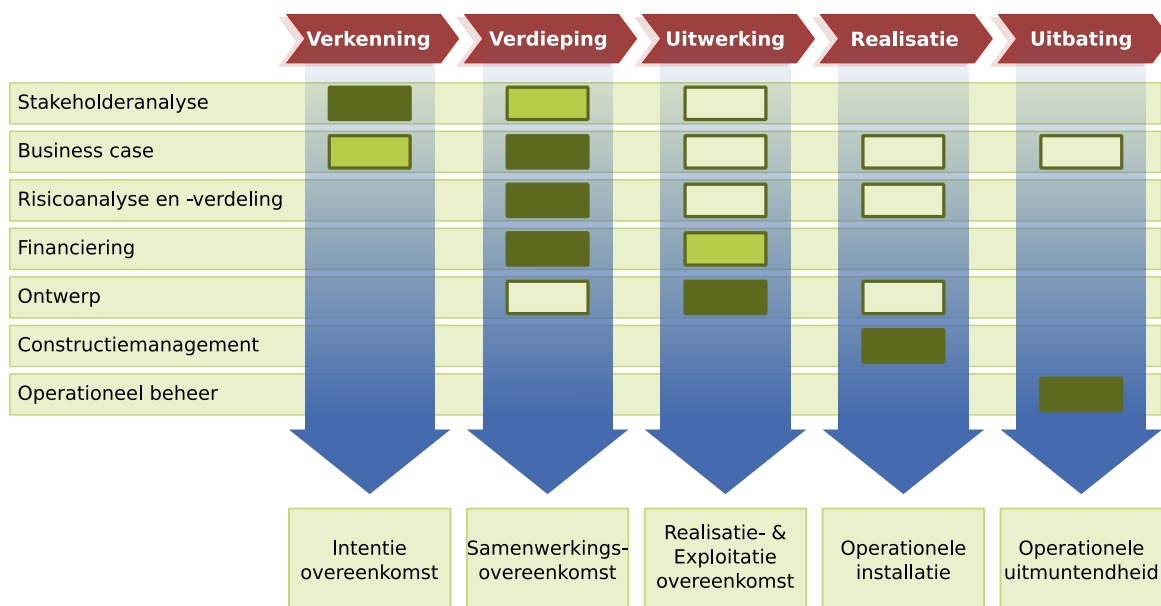 Verkenning
Verdieping
Uitwerking
Realisatie
Uitbating
Stakeholderanalyse
Business case
Risicoanalyse en -verdeling
Financiering
Ontwerp
Constructiemanagement
Operationeel beheer
Intentie
overeenkomst
Samenwerkings-
overeenkomst
Realisatie- &
Exploitatie
overeenkomst
Operationele
installatie
Operationele
uitmuntendheid